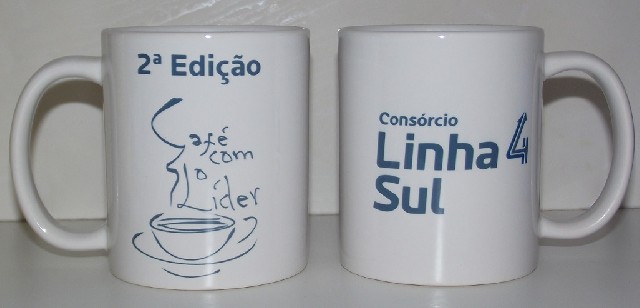 2ª Edição
Café
com
o
Líder
Consórcio
Linha 4
Sul